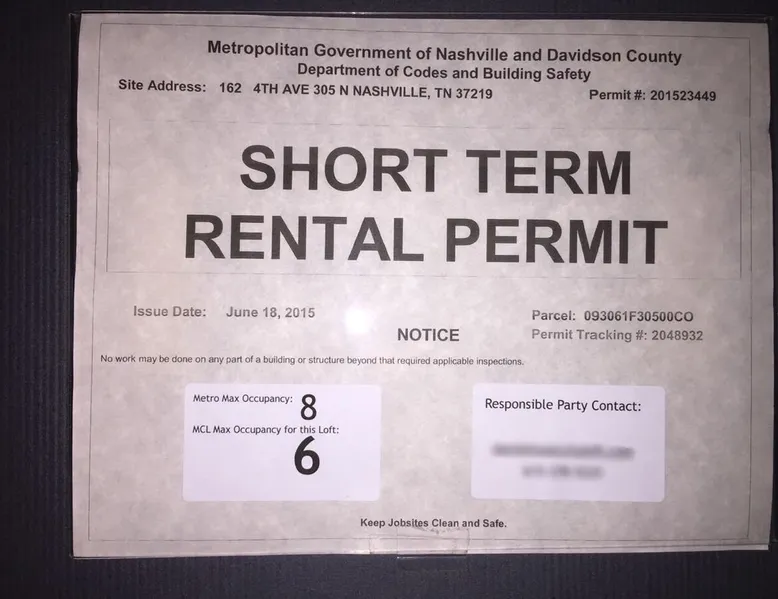 Metropolitan Government of Nashville and Davidson County
Department of Codes and Building Safety
Site Address: 162 4TH AVE 305 N NASHVILLE, TN 37219 Permit #: 201523449
SHORT TERM
RENTAL PERMIT
Issue Date: June 18, 2015 Parcel: 093061F30500CO
NOTICE Permit Tracking #: 2048932
No work may be done on any part of a building or structure beyond that required applicable inspections.
Metro Max Occupancy: 8
MCL Max Occupancy for this Loft:
6
Responsible Party Contact:
Keep Jobsites Clean and Safe.